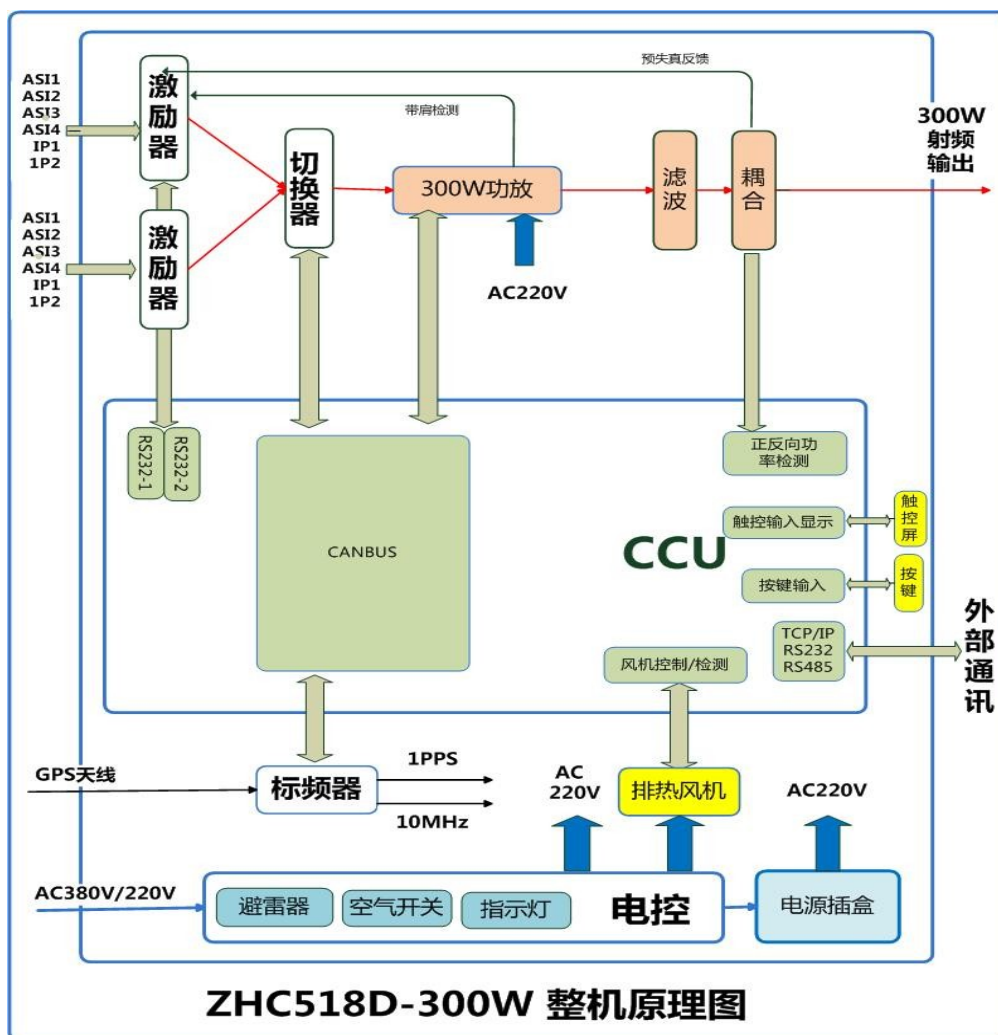 预失真反馈
ASI1
ASI2
ASI3
ASI4
IP1
1P2
激励器
带肩检测
300W
射频
输出
切换器
300W功放
滤波
耦合
ASI1
ASI2
ASI3
ASI4
IP1
1P2
激励器
AC220V
RS232-1
RS232-2
正反向功
率检测
CANBUS
触控输入显示
触控屏
CCU
按键输入
按键
TCP/IP
RS232
RS485
外部通讯
风机控制/检测
GPS天线
标频器
1PPS
10MHz
AC
220V
排热风机
AC220V
AC380V/220V
避雷器
空气开关
指示灯
电控
电源插盒
ZHC518D-300W 整机原理图